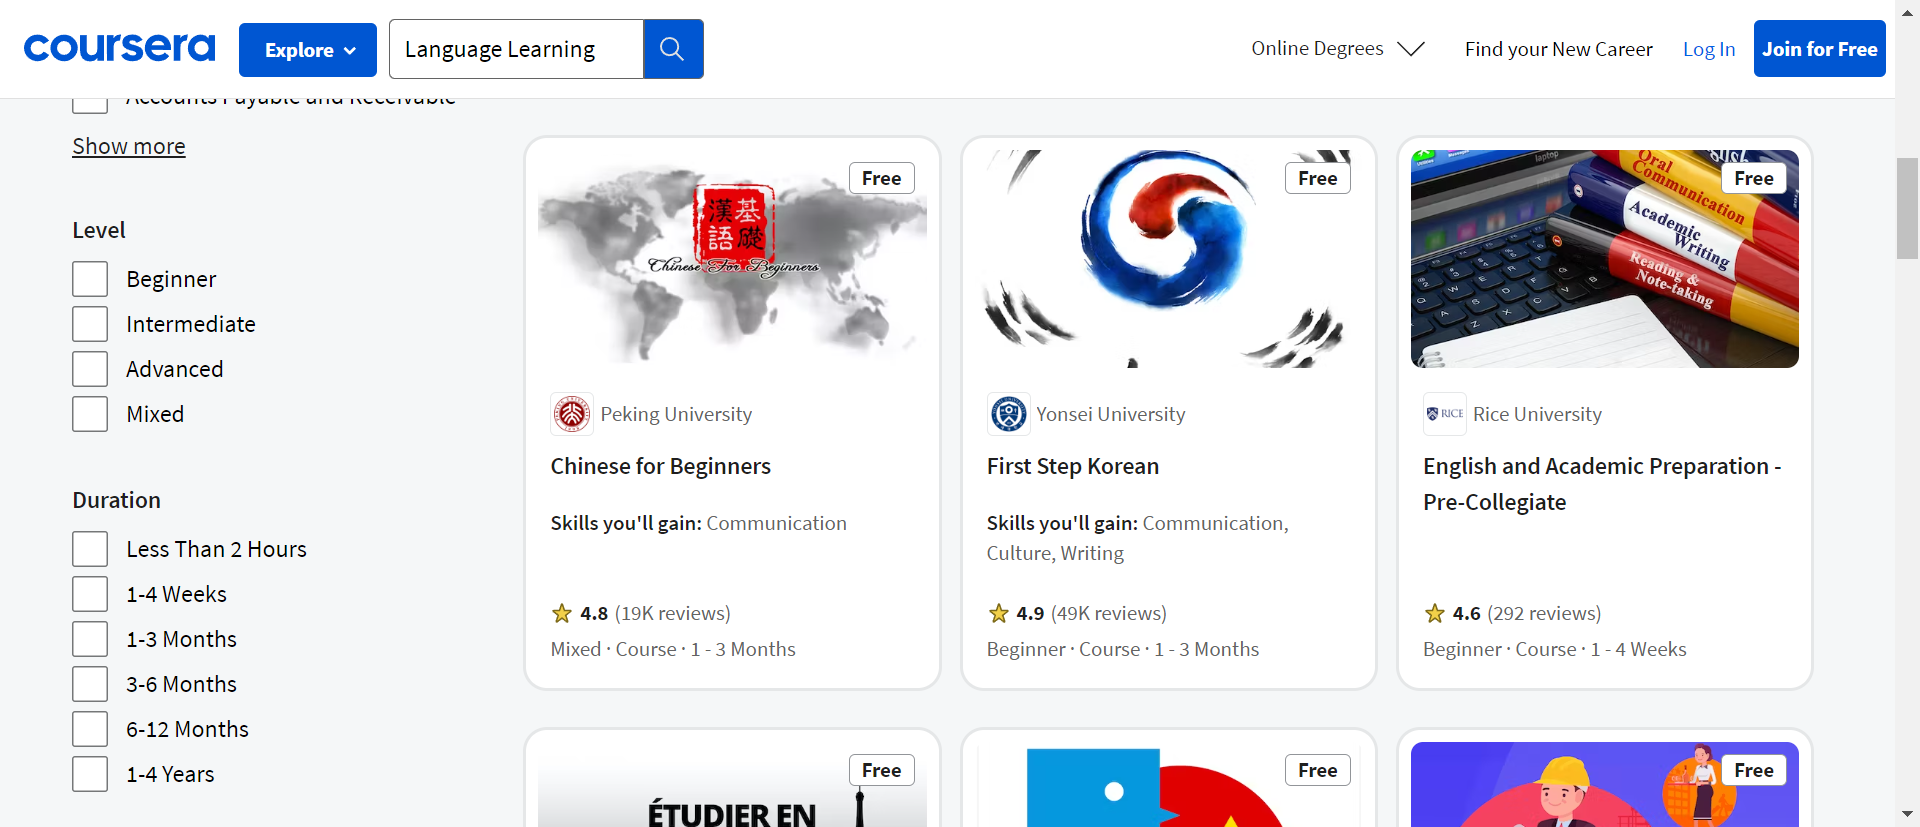 coursera
Explore
Language Learning
Online Degrees
Find your New Career
Log In
Join for Free
Accounts Payable and Receivable
Show more
Level
Beginner
Intermediate
Advanced
Mixed
Duration
Less Than 2 Hours
1-4 Weeks
1-3 Months
3-6 Months
6-12 Months
1-4 Years
Free
漢基
語礎
Chinese For Beginners
Peking University
Chinese for Beginners
Skills you'll gain: Communication
4.8 (19K reviews)
Mixed · Course · 1 - 3 Months
Free
Yonsei University
First Step Korean
Skills you'll gain: Communication,
Culture, Writing
4.9 (49K reviews)
Beginner · Course · 1 - 3 Months
Free
laptop
Oral
Communication
Academic
Writing
Reading &
Note-taking
RICE
Rice University
English and Academic Preparation -
Pre-Collegiate
4.6 (292 reviews)
Beginner · Course · 1 - 4 Weeks
Free
ÉTUDIER EN
Free
Free